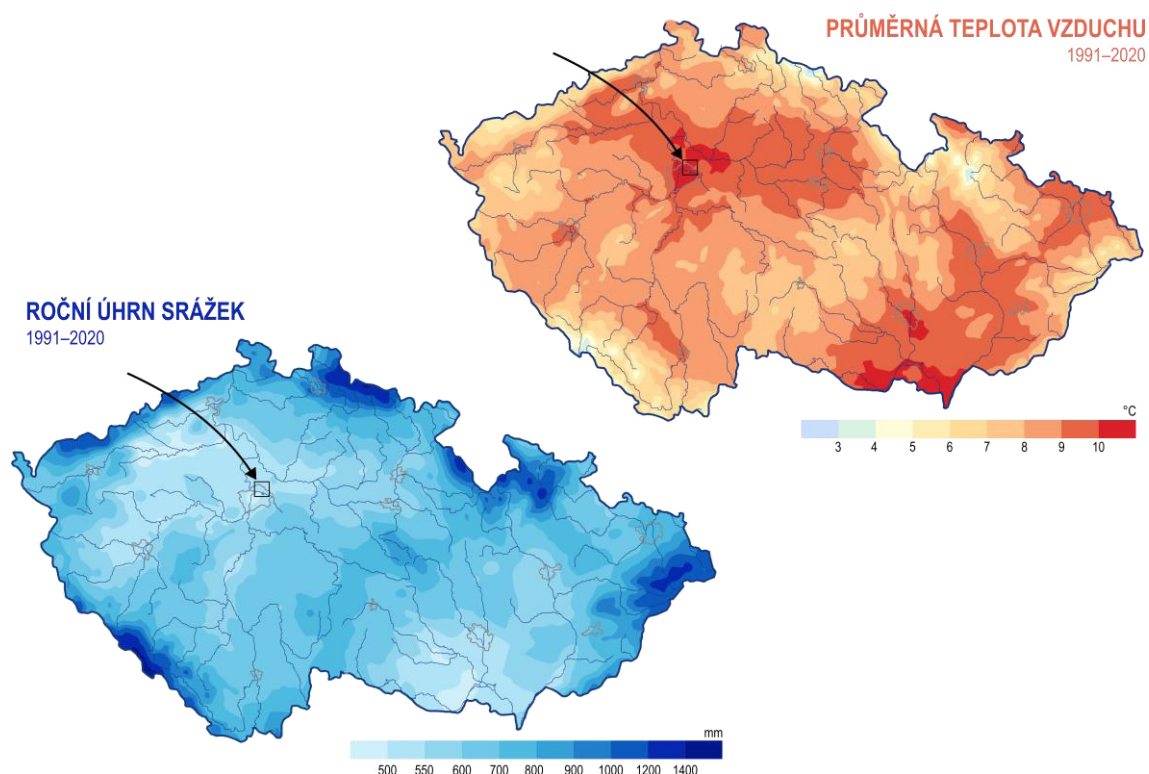 PRŮMĚRNÁ TEPLOTA VZDUCHU
1991–2020
°C
3 4 5 6 7 8 9 10
ROČNÍ ÚHRN SRÁŽEK
1991–2020
mm
500 550 600 700 800 900 1000 1200 1400